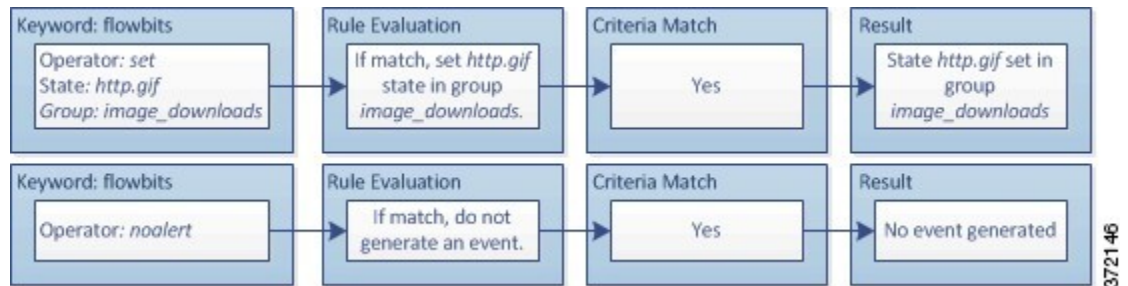 Keyword: flowbits
Operator: set
State: http.gif
Group: image_downloads
Rule Evaluation
If match, set http.gif
state in group
image_downloads.
Criteria Match
Yes
Result
State http.gif set in
group
image_downloads
Keyword: flowbits
Operator: noalert
Rule Evaluation
If match, do not
generate an event.
Criteria Match
Yes
Result
No event generated
372146